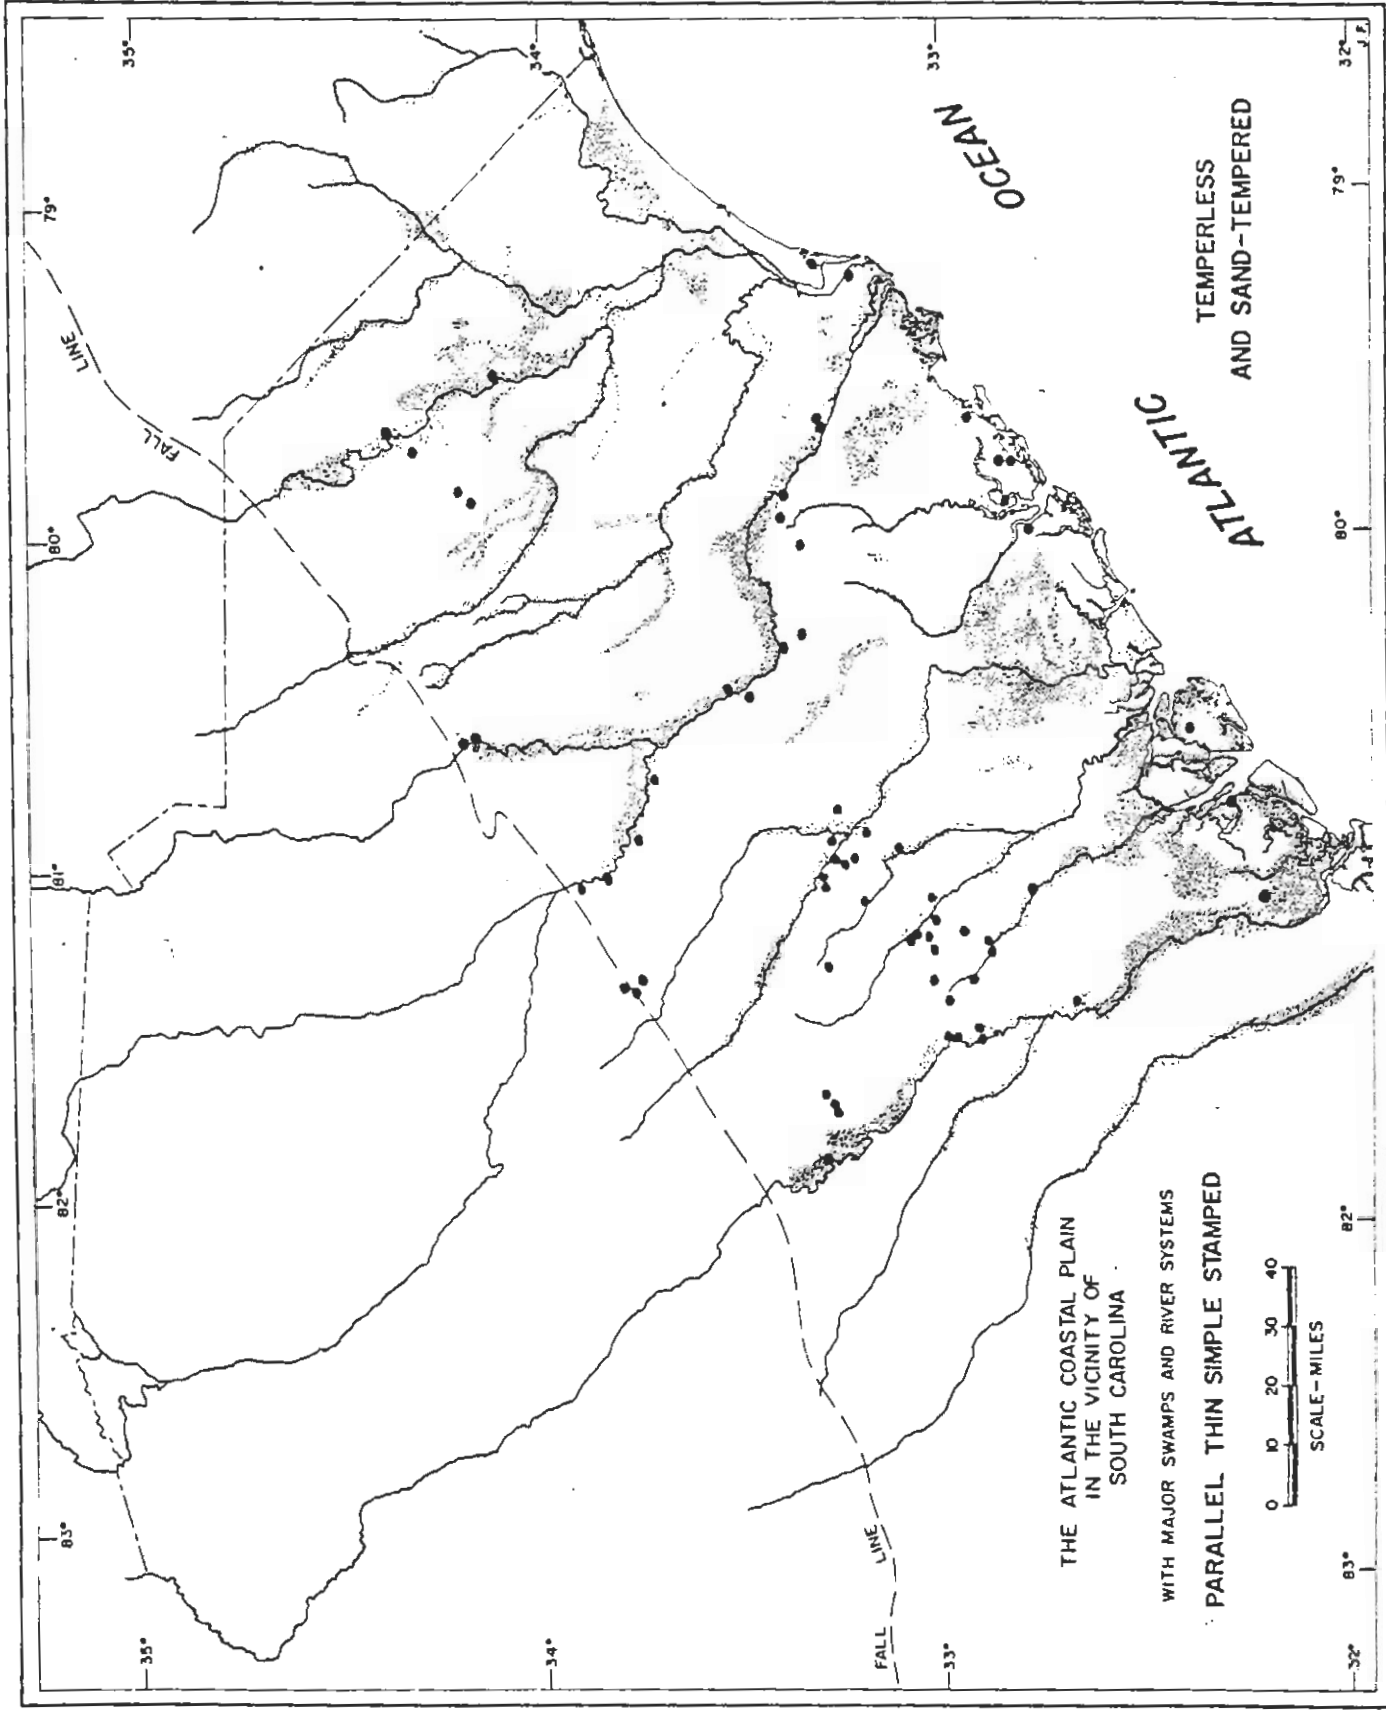 THE ATLANTIC COASTAL PLAIN
IN THE VICINITY OF
SOUTH CAROLINA
WITH MAJOR SWAMPS AND RIVER SYSTEMS
PARALLEL THIN SIMPLE STAMPED
0 10 20 30 40
SCALE-MILES
TEMPERLESS
AND SAND-TEMPERED
ATLANTIC
OCEAN
FALL
LINE
FALL
LINE
83°
82°
81°
80°
79°
35°
34°
33°
32°
J.F.
35°
34°
33°
32°
83°
82°
80°
79°